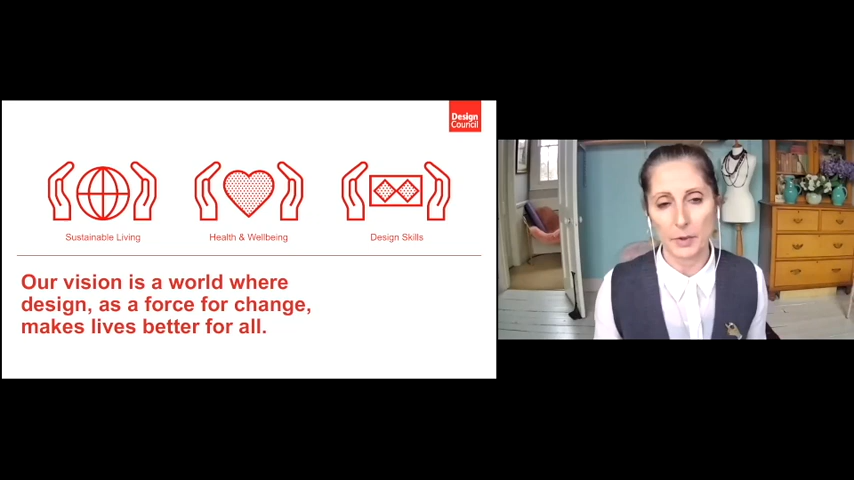 Design
Council
Sustainable Living
Health & Wellbeing
Design Skills
Our vision is a world where
design, as a force for change,
makes lives better for all.